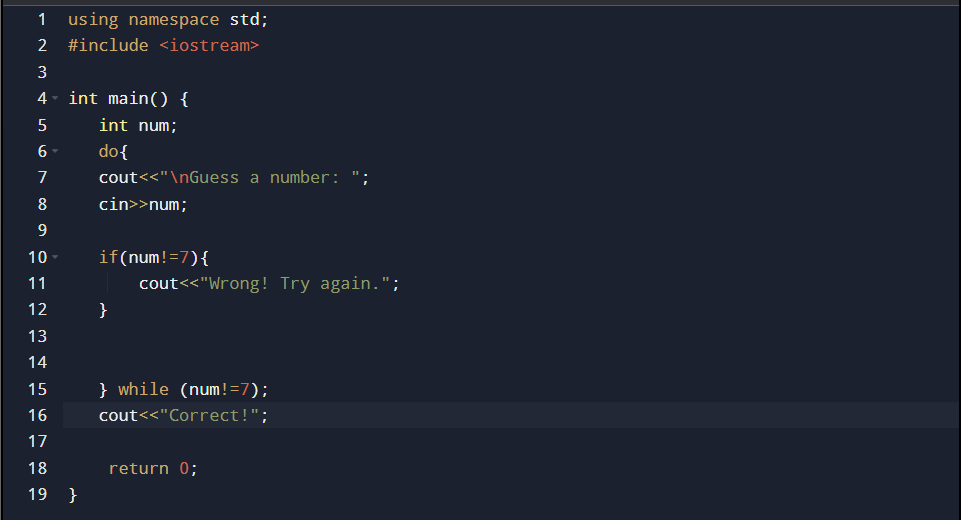 1 using namespace std;
2 #include <iostream>
3
4 int main() {
5    int num;
6    do{
7    cout<<"\nGuess a number: ";
8    cin>>num;
9
10    if(num!=7){
11        cout<<"Wrong! Try again.";
12    }
13
14
15    } while (num!=7);
16    cout<<"Correct!";
17
18     return 0;
19 }